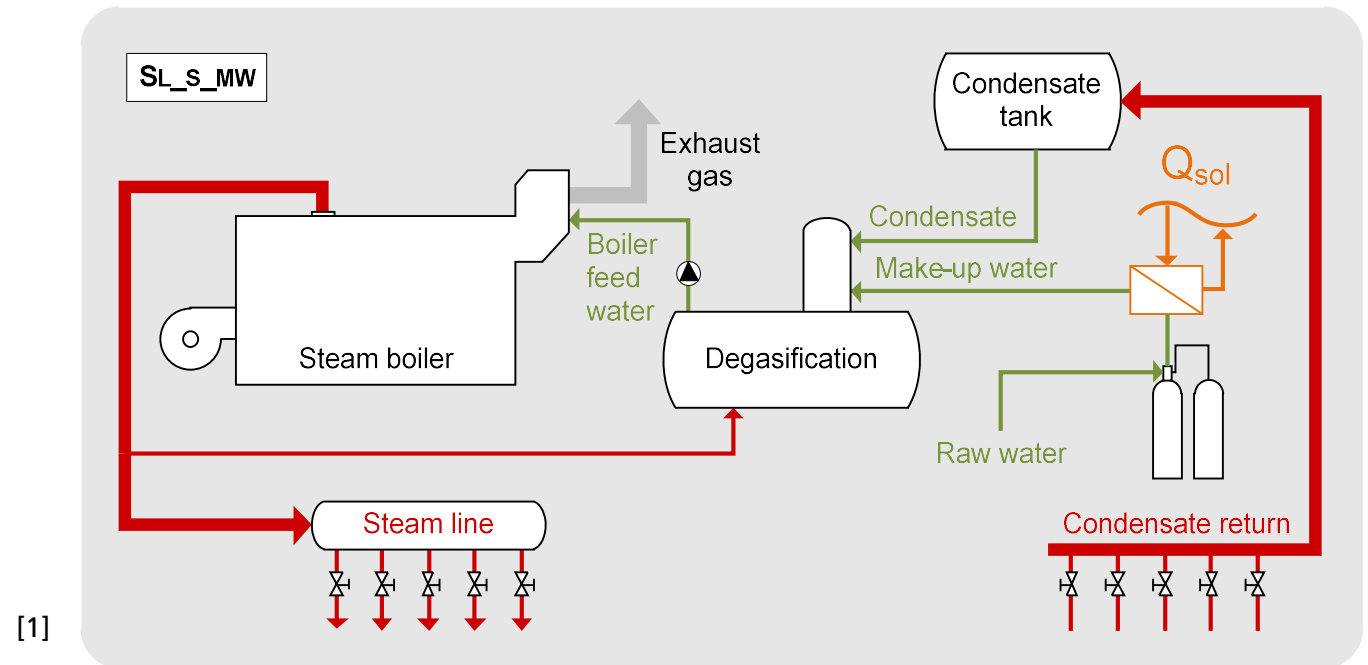 SL_S_MW
Condensate
tank
Exhaust
gas
Qsol
Condensate
Boiler
feed
water
Make-up water
Steam boiler
Degasification
Raw water
Steam line
Condensate return
[1]